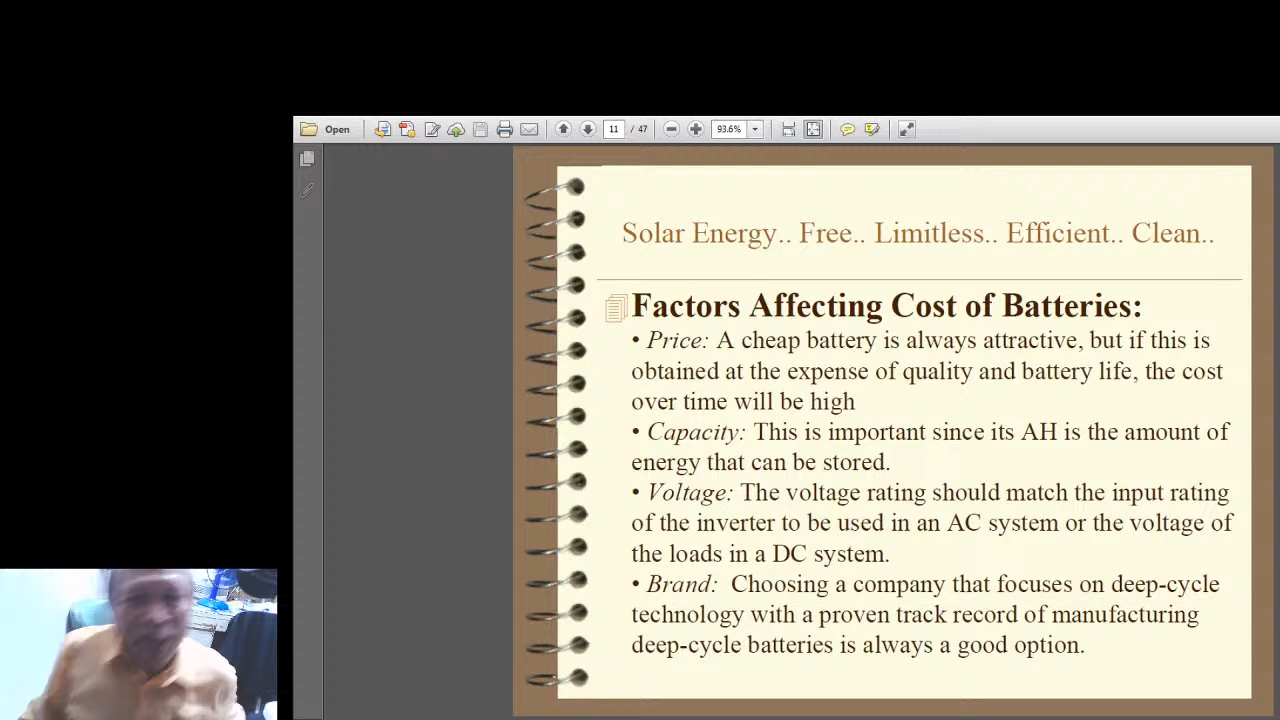 Open
11 / 47
93.6%
Solar Energy.. Free.. Limitless.. Efficient.. Clean..
Factors Affecting Cost of Batteries:
• Price: A cheap battery is always attractive, but if this is
obtained at the expense of quality and battery life, the cost
over time will be high
• Capacity: This is important since its AH is the amount of
energy that can be stored.
• Voltage: The voltage rating should match the input rating
of the inverter to be used in an AC system or the voltage of
the loads in a DC system.
• Brand: Choosing a company that focuses on deep-cycle
technology with a proven track record of manufacturing
deep-cycle batteries is always a good option.